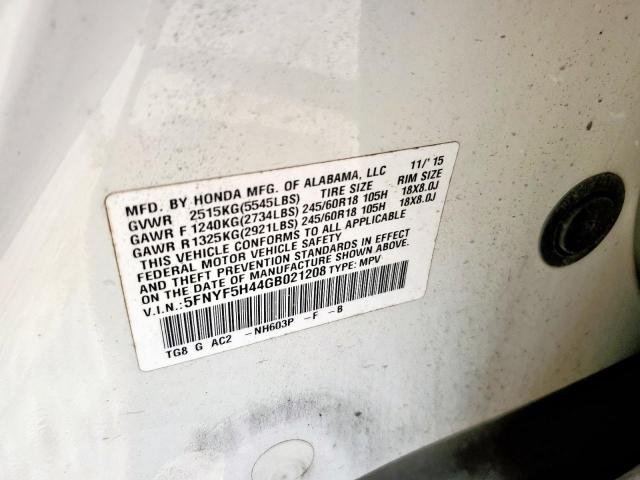 MFD. BY HONDA MFG. OF ALABAMA, LLC 11/'15
GVWR 2515KG(5545LBS) TIRE SIZE RIM SIZE
GAWR F 1240KG(2734LBS) 245/60R18 105H 18X8.0J
GAWR R1325KG(2921LBS) 245/60R18 105H 18X8.0J
THIS VEHICLE CONFORMS TO ALL APPLICABLE
FEDERAL MOTOR VEHICLE SAFETY
AND THEFT PREVENTION STANDARDS IN EFFECT
ON THE DATE OF MANUFACTURE SHOWN ABOVE.
V.I.N.:5FNYF5H44GB021208 TYPE: MPV
TG8 G AC2 -NH603P -F -B